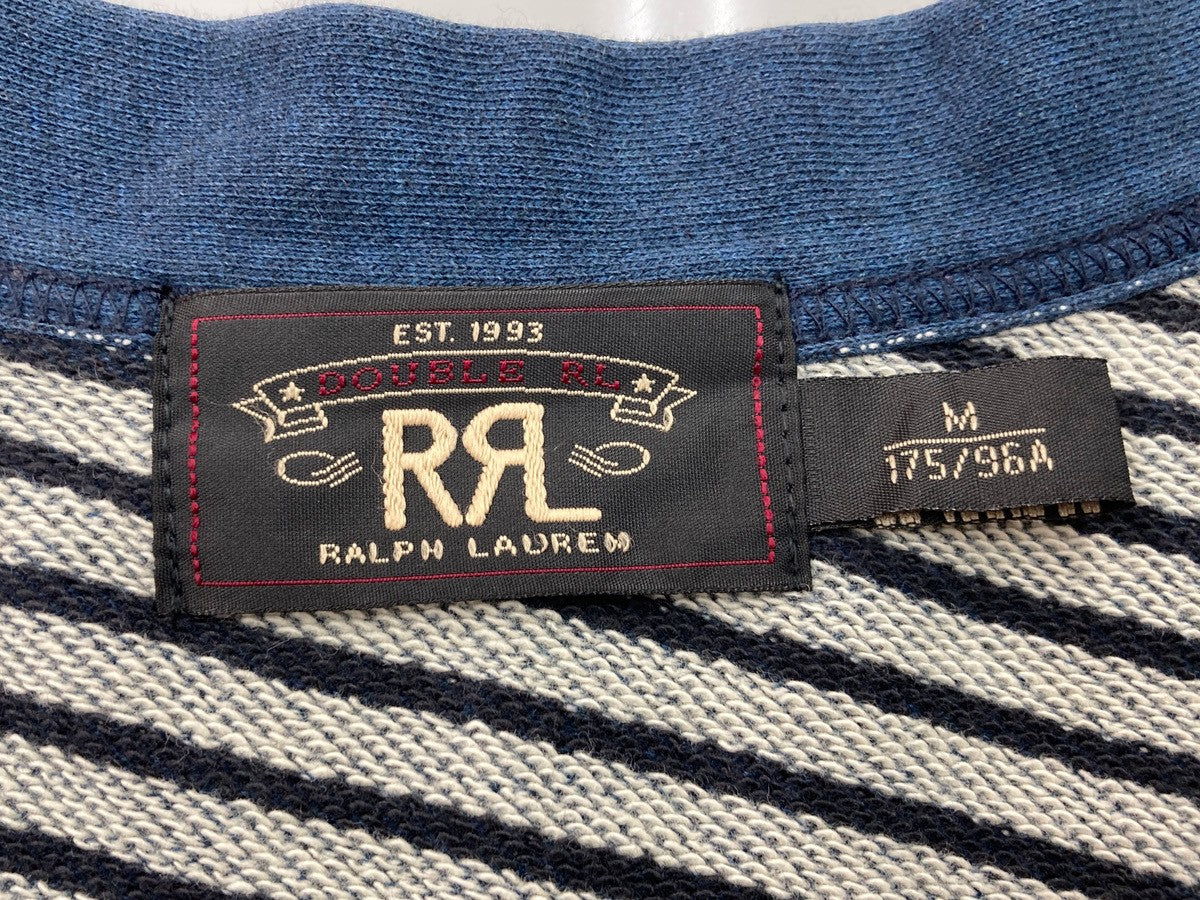 EST. 1993
DOUBLE RL
RRL
RALPH LAUREN
M
175/96A